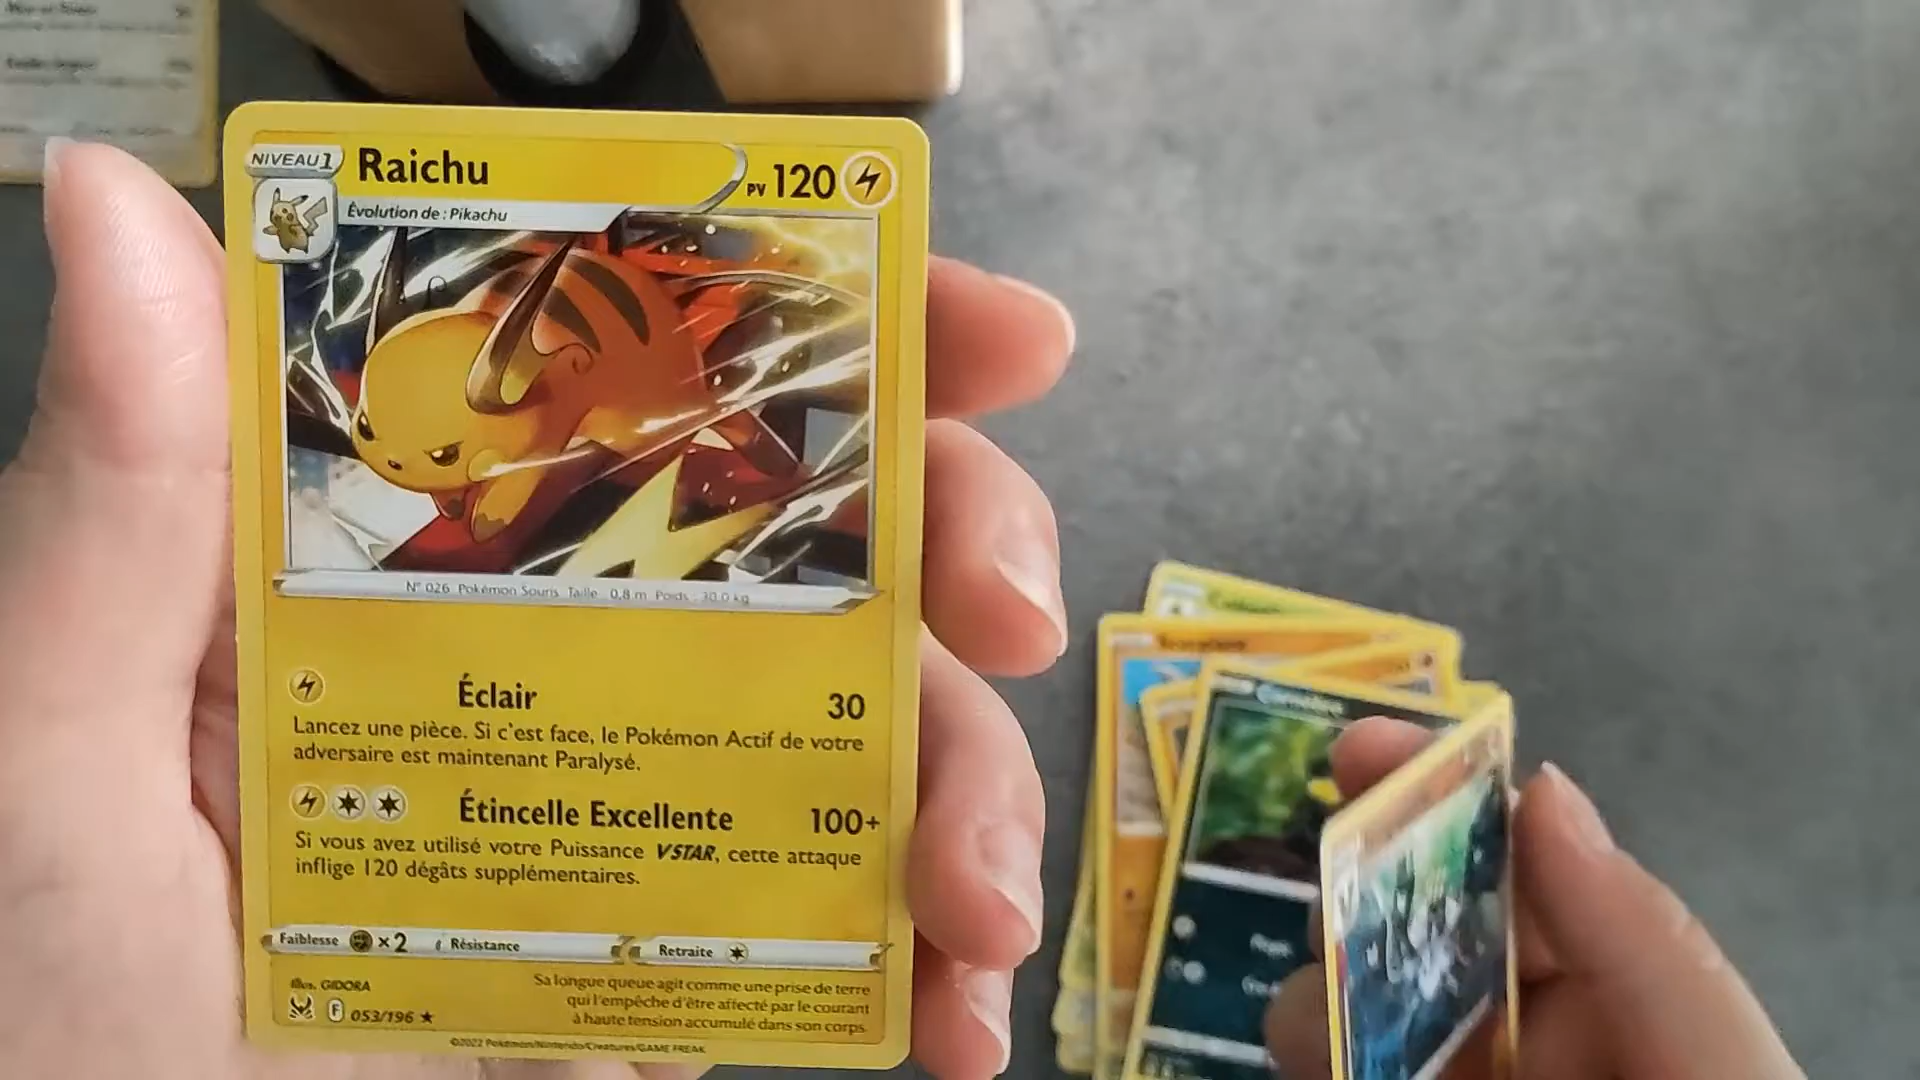 NIVEAU 1
Raichu
PV 120
Évolution de : Pikachu
N° 026 Pokémon Souris Taille : 0,8 m Poids : 30.0 kg
Éclair 30
Lancez une pièce. Si c'est face, le Pokémon Actif de votre
adversaire est maintenant Paralysé.
Étincelle Excellente 100+
Si vous avez utilisé votre Puissance VSTAR, cette attaque
inflige 120 dégâts supplémentaires.
Faiblesse ×2 Résistance Retraite
Illus. GIDORA
F 053/196 ★
Sa longue queue agit comme une prise de terre
qui l'empêche d'être affecté par le courant
à haute tension accumulé dans son corps.
©2022 Pokémon/Nintendo/Creatures/GAME FREAK